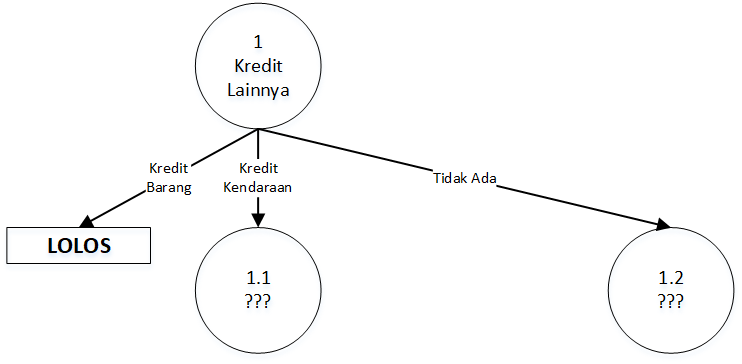 1
Kredit
Lainnya
Kredit
Barang
Kredit
Kendaraan
Tidak Ada
LOLOS
1.1
???
1.2
???